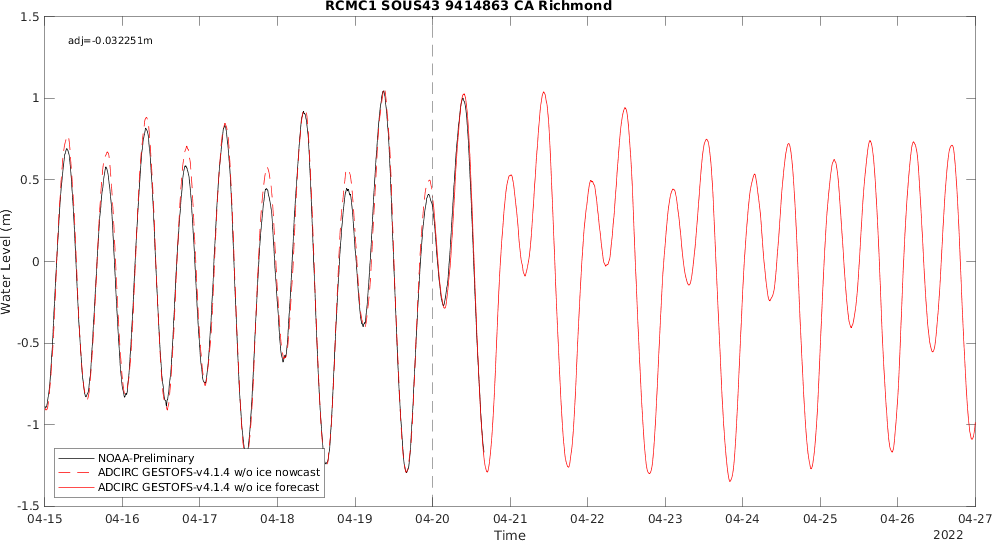 RCMC1 SOUS43 9414863 CA Richmond
adj=-0.032251m
Water Level (m)
1.5
1
0.5
0
-0.5
-1
-1.5
NOAA-Preliminary
ADCIRC GESTOFS-v4.1.4 w/o ice nowcast
ADCIRC GESTOFS-v4.1.4 w/o ice forecast
04-15 04-16 04-17 04-18 04-19 04-20 04-21 04-22 04-23 04-24 04-25 04-26 04-27
Time
2022